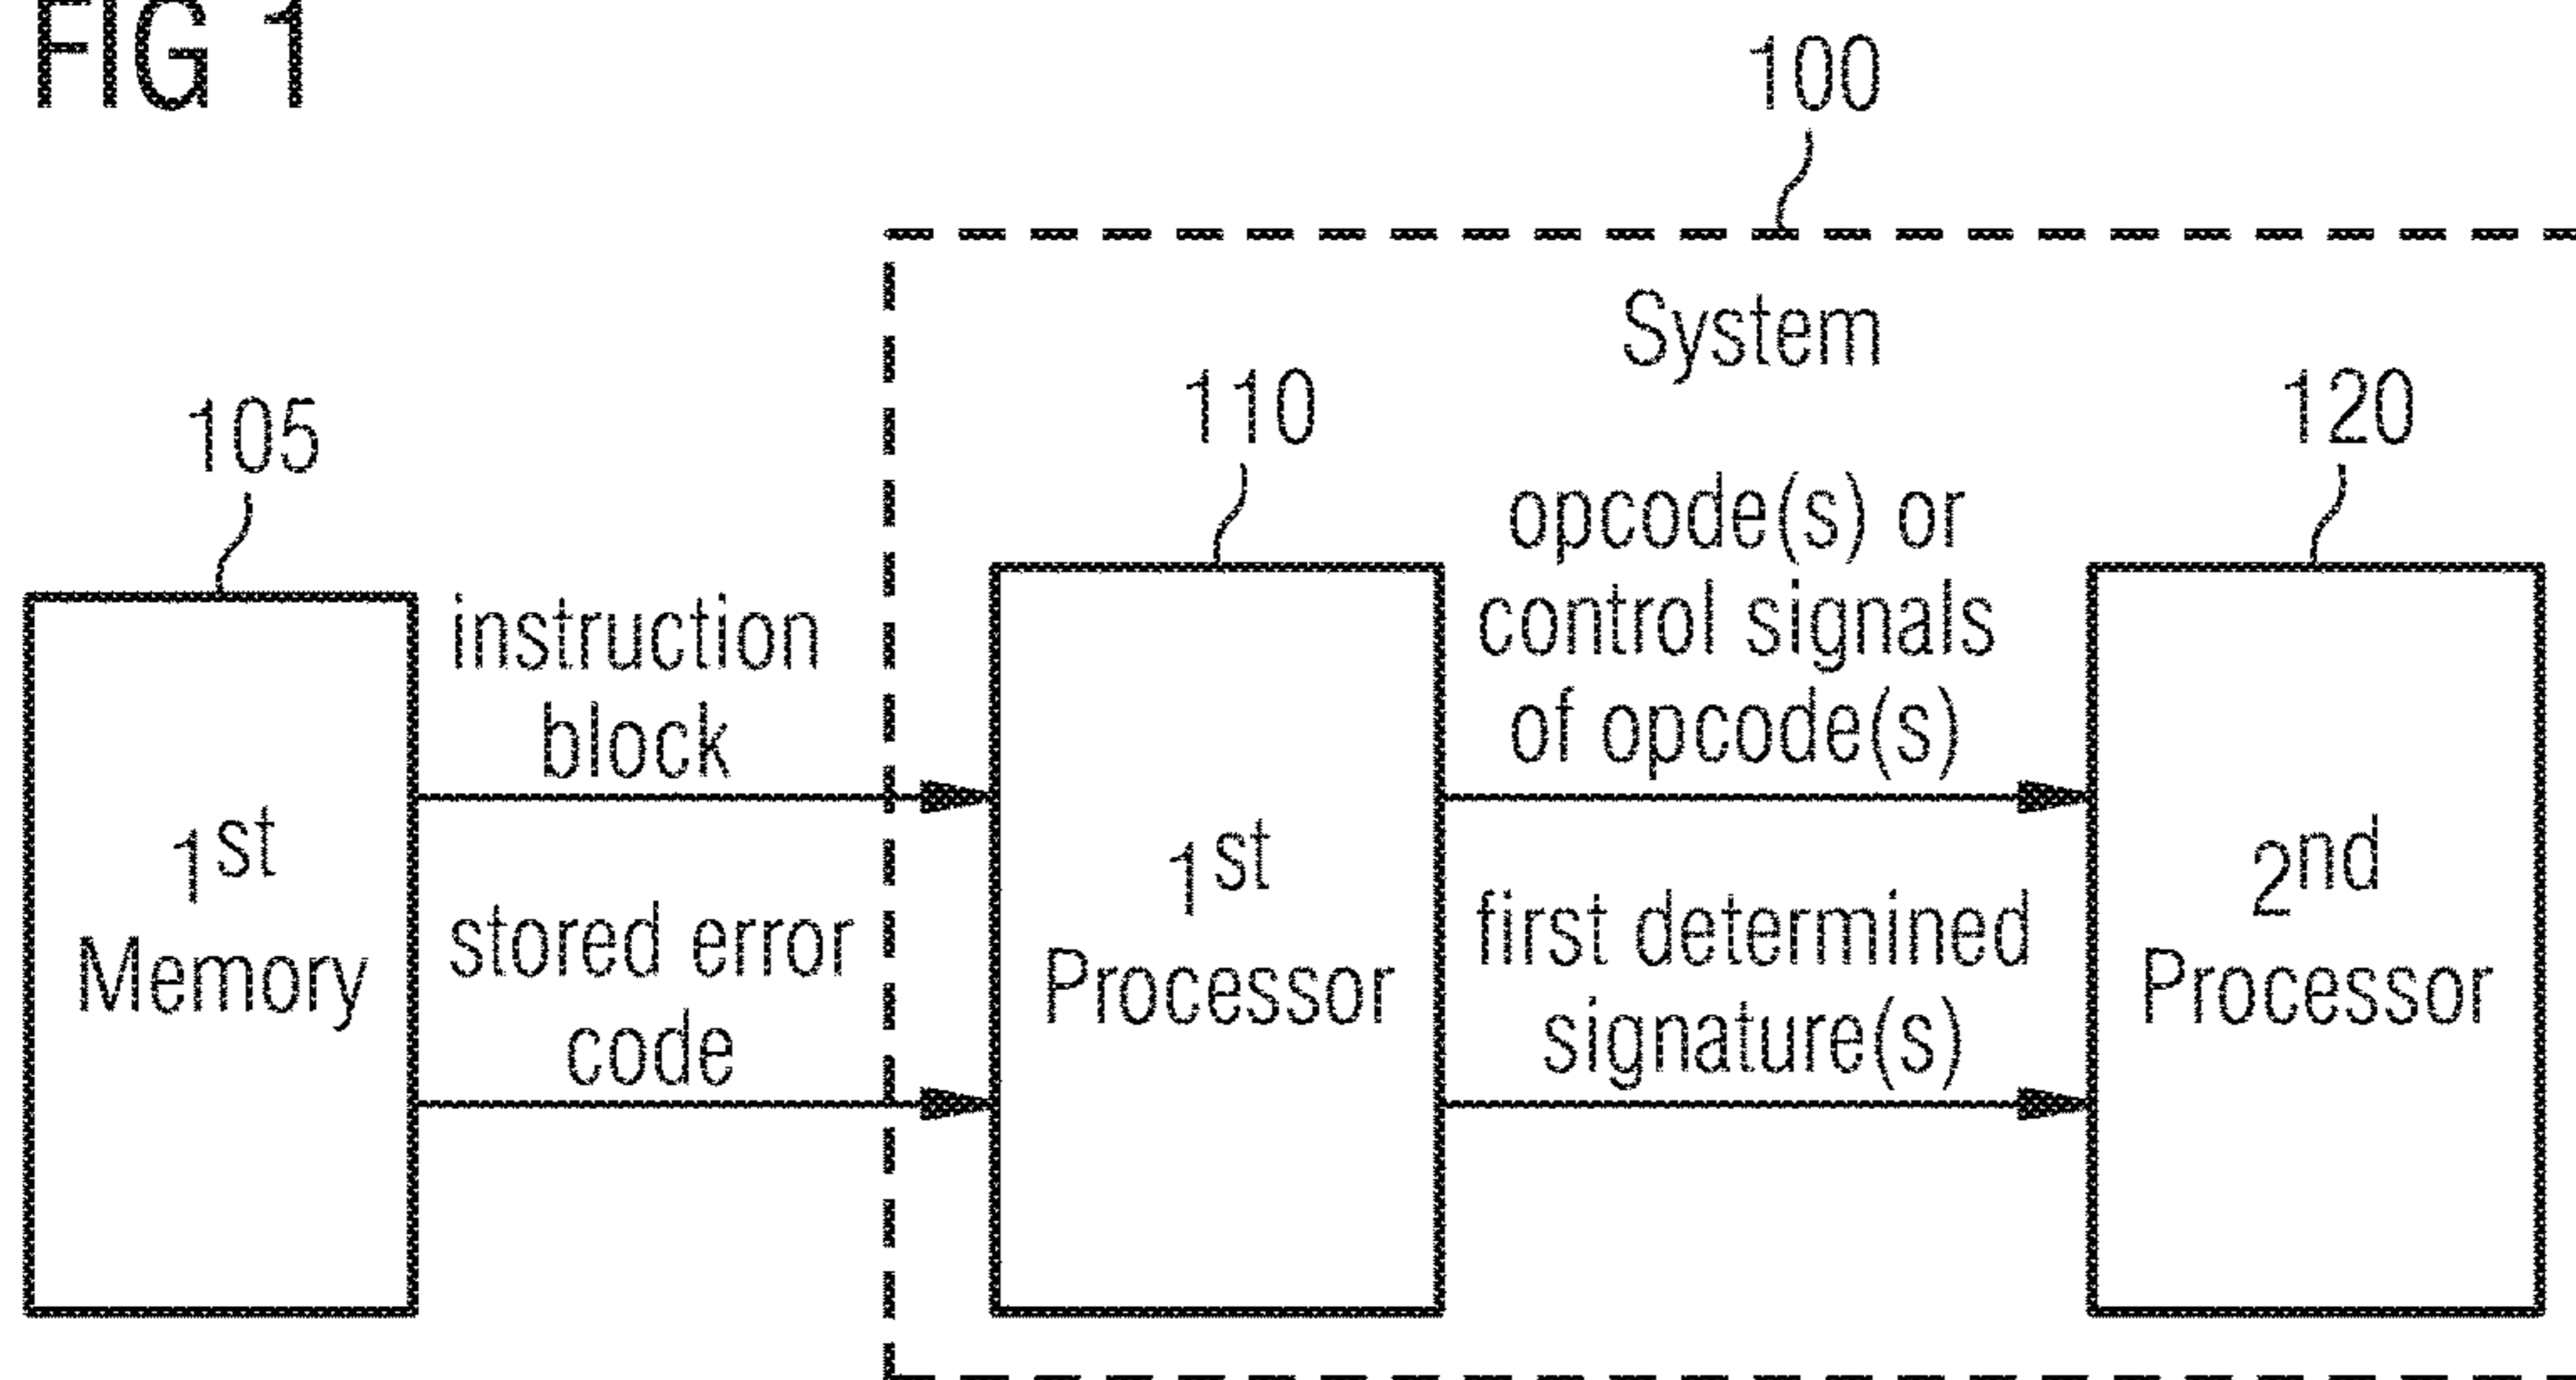 FIG 1
100
System
105
110
120
instruction
block
stored error
code
opcode(s) or
control signals
of opcode(s)
first determined
signature(s)
1st
Memory
1st
Processor
2nd
Processor